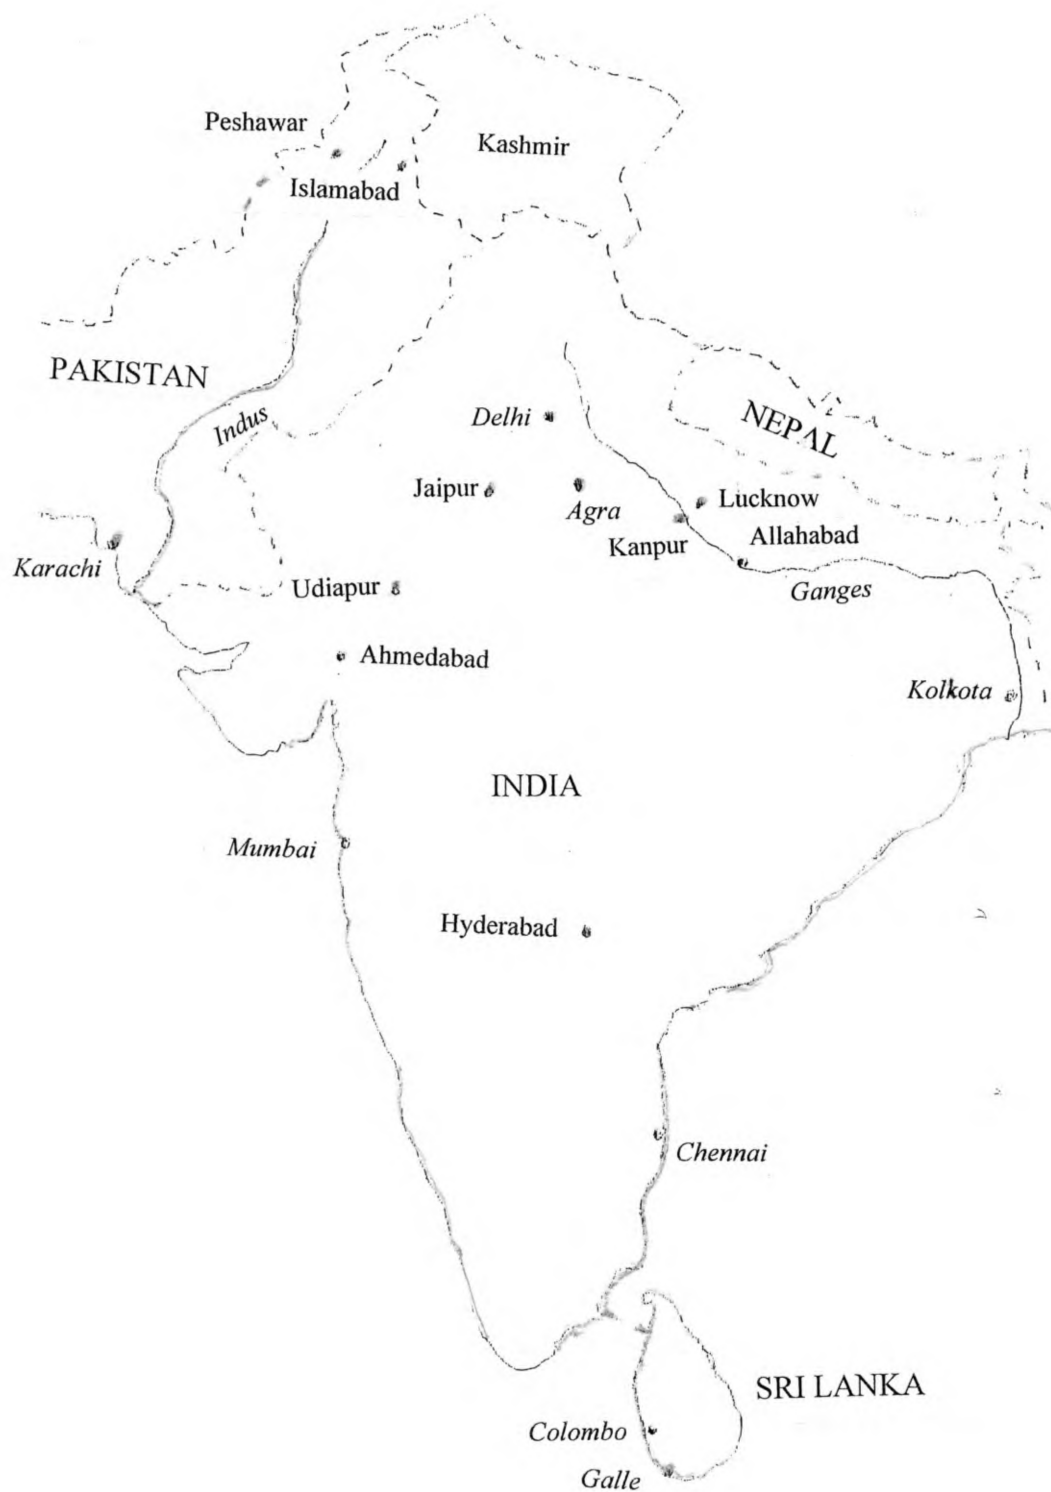 Peshawar
Kashmir
Islamabad
PAKISTAN
Indus
Delhi
NEPAL
Jaipur
Agra
Lucknow
Kanpur
Allahabad
Karachi
Udiapur
Ganges
Ahmedabad
Kolkota
INDIA
Mumbai
Hyderabad
Chennai
SRI LANKA
Colombo
Galle